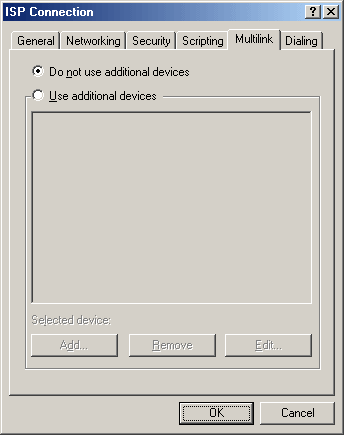 ISP Connection
General Networking Security Scripting Multilink Dialing
Do not use additional devices
Use additional devices
Selected device:
Add... Remove Edit...
OK Cancel